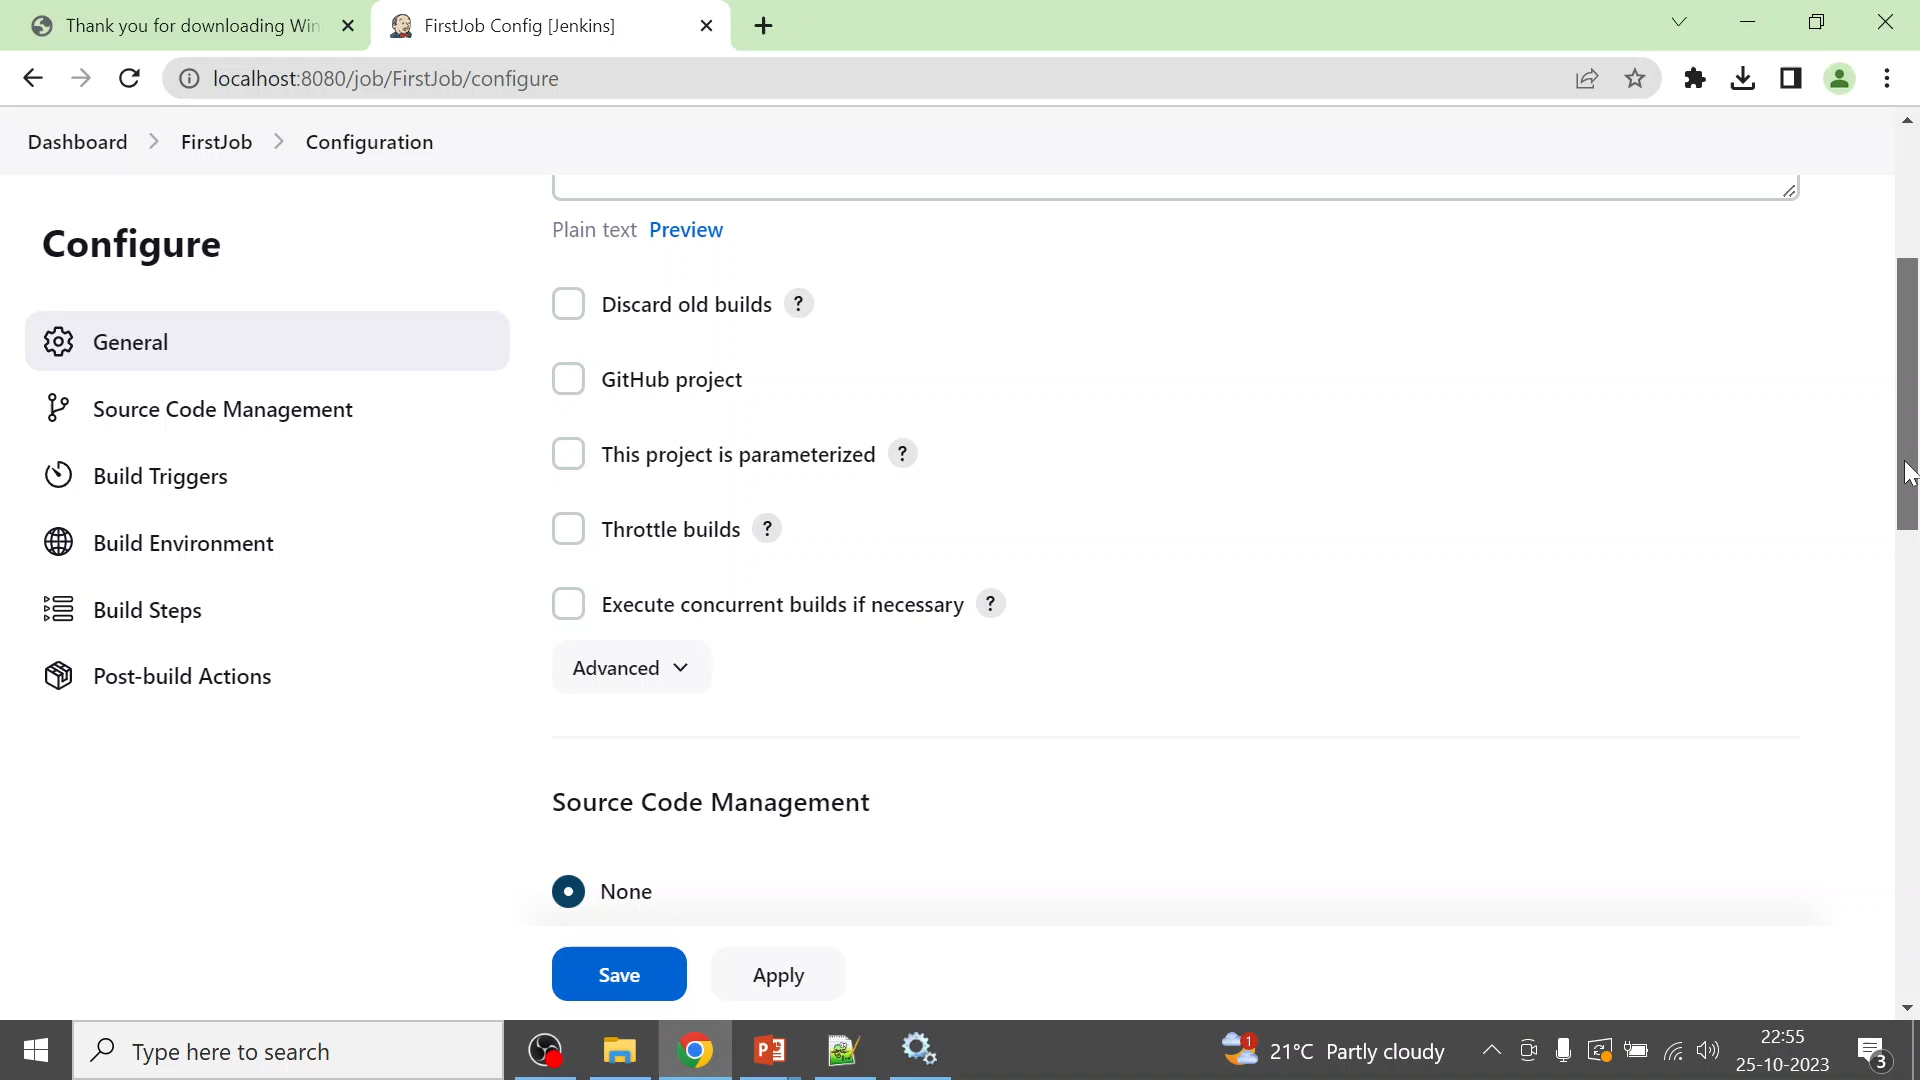 Thank you for downloading Win
FirstJob Config [Jenkins]
localhost:8080/job/FirstJob/configure
Dashboard
FirstJob
Configuration
Configure
General
Source Code Management
Build Triggers
Build Environment
Build Steps
Post-build Actions
Plain text Preview
Discard old builds ?
GitHub project
This project is parameterized ?
Throttle builds ?
Execute concurrent builds if necessary ?
Advanced
Source Code Management
None
Save
Apply
Type here to search
1
21°C Partly cloudy
22:55
25-10-2023
3